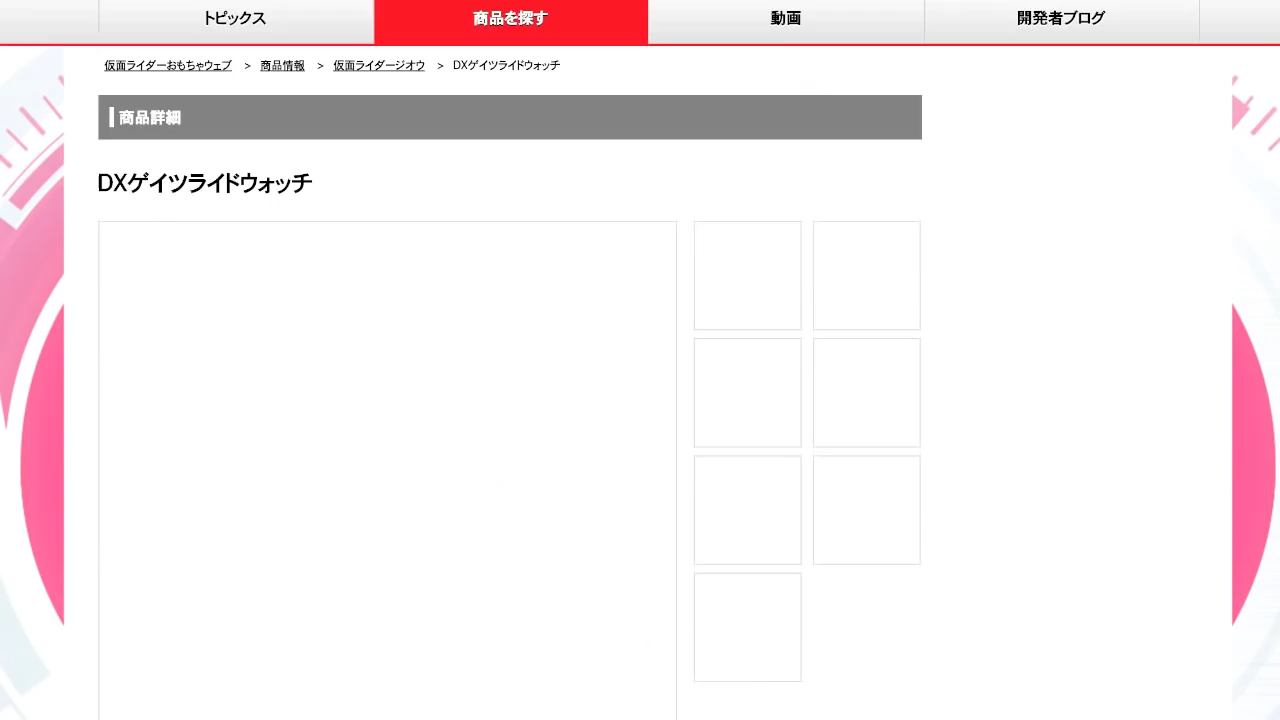 トピックス
商品を探す
動画
開発者ブログ
仮面ライダーおもちゃウェブ > 商品情報 > 仮面ライダージオウ > DXゲイツライドウォッチ
商品詳細
DXゲイツライドウォッチ